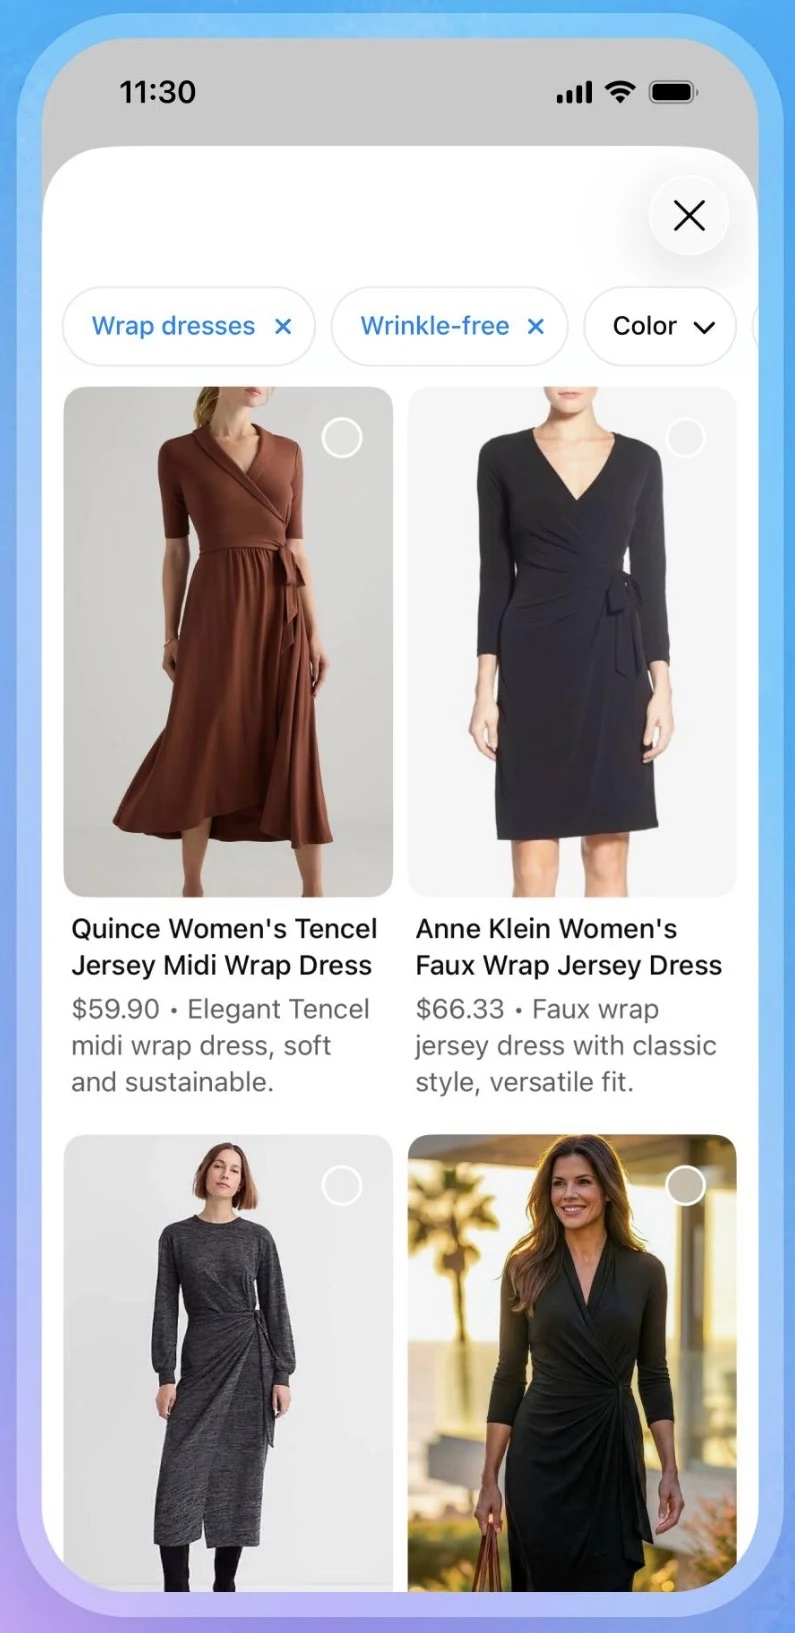 11:30
Wrap dresses ×
Wrinkle-free ×
Color
Quince Women's Tencel
Jersey Midi Wrap Dress
$59.90 • Elegant Tencel
midi wrap dress, soft
and sustainable.
Anne Klein Women's
Faux Wrap Jersey Dress
$66.33 • Faux wrap
jersey dress with classic
style, versatile fit.